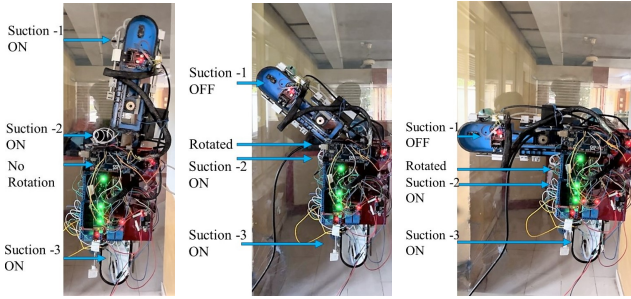 Suction -1
ON
Suction -2
ON
No
Rotation
Suction -3
ON
Suction -1
OFF
Rotated
Suction -2
ON
Suction -3
ON
Suction -1
OFF
Rotated
Suction -2
ON
Suction -3
ON